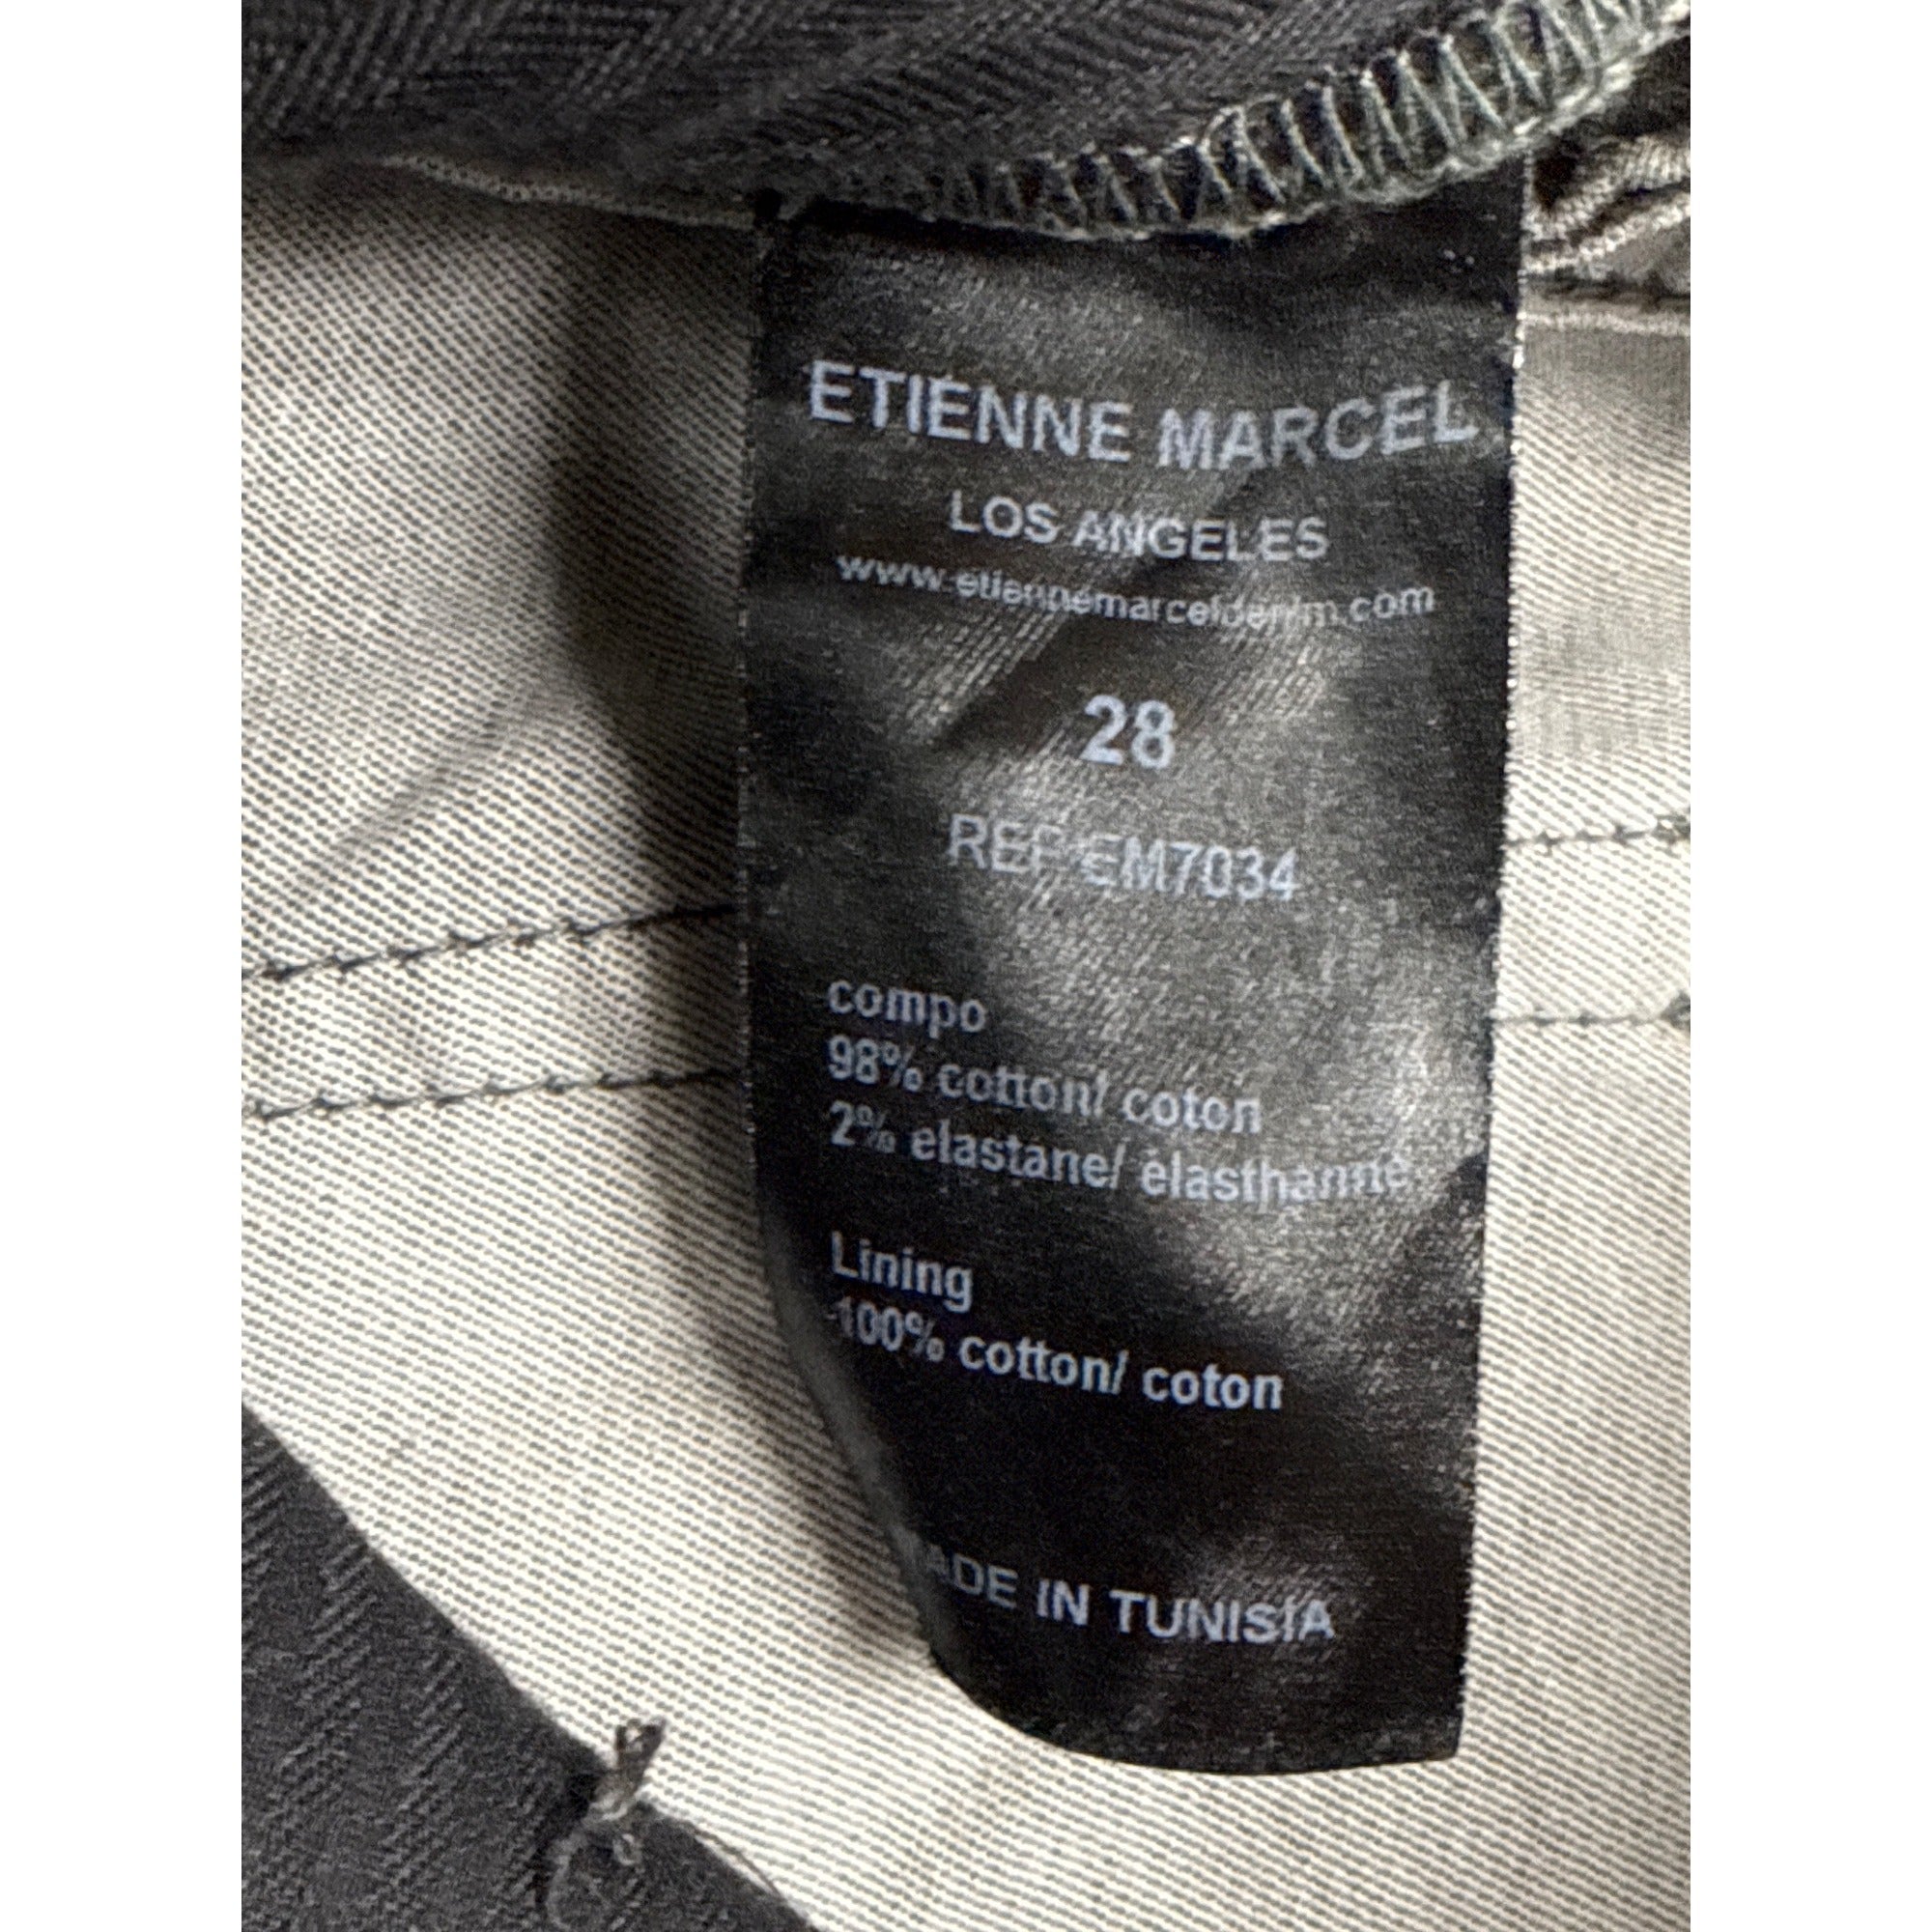 ETIENNE MARCEL
LOS ANGELES
www.etiennemarceldenim.com
28
REF EM7034
compo
98% cotton/ coton
2% elastane/ élasthanne
Lining
100% cotton/ coton
MADE IN TUNISIA